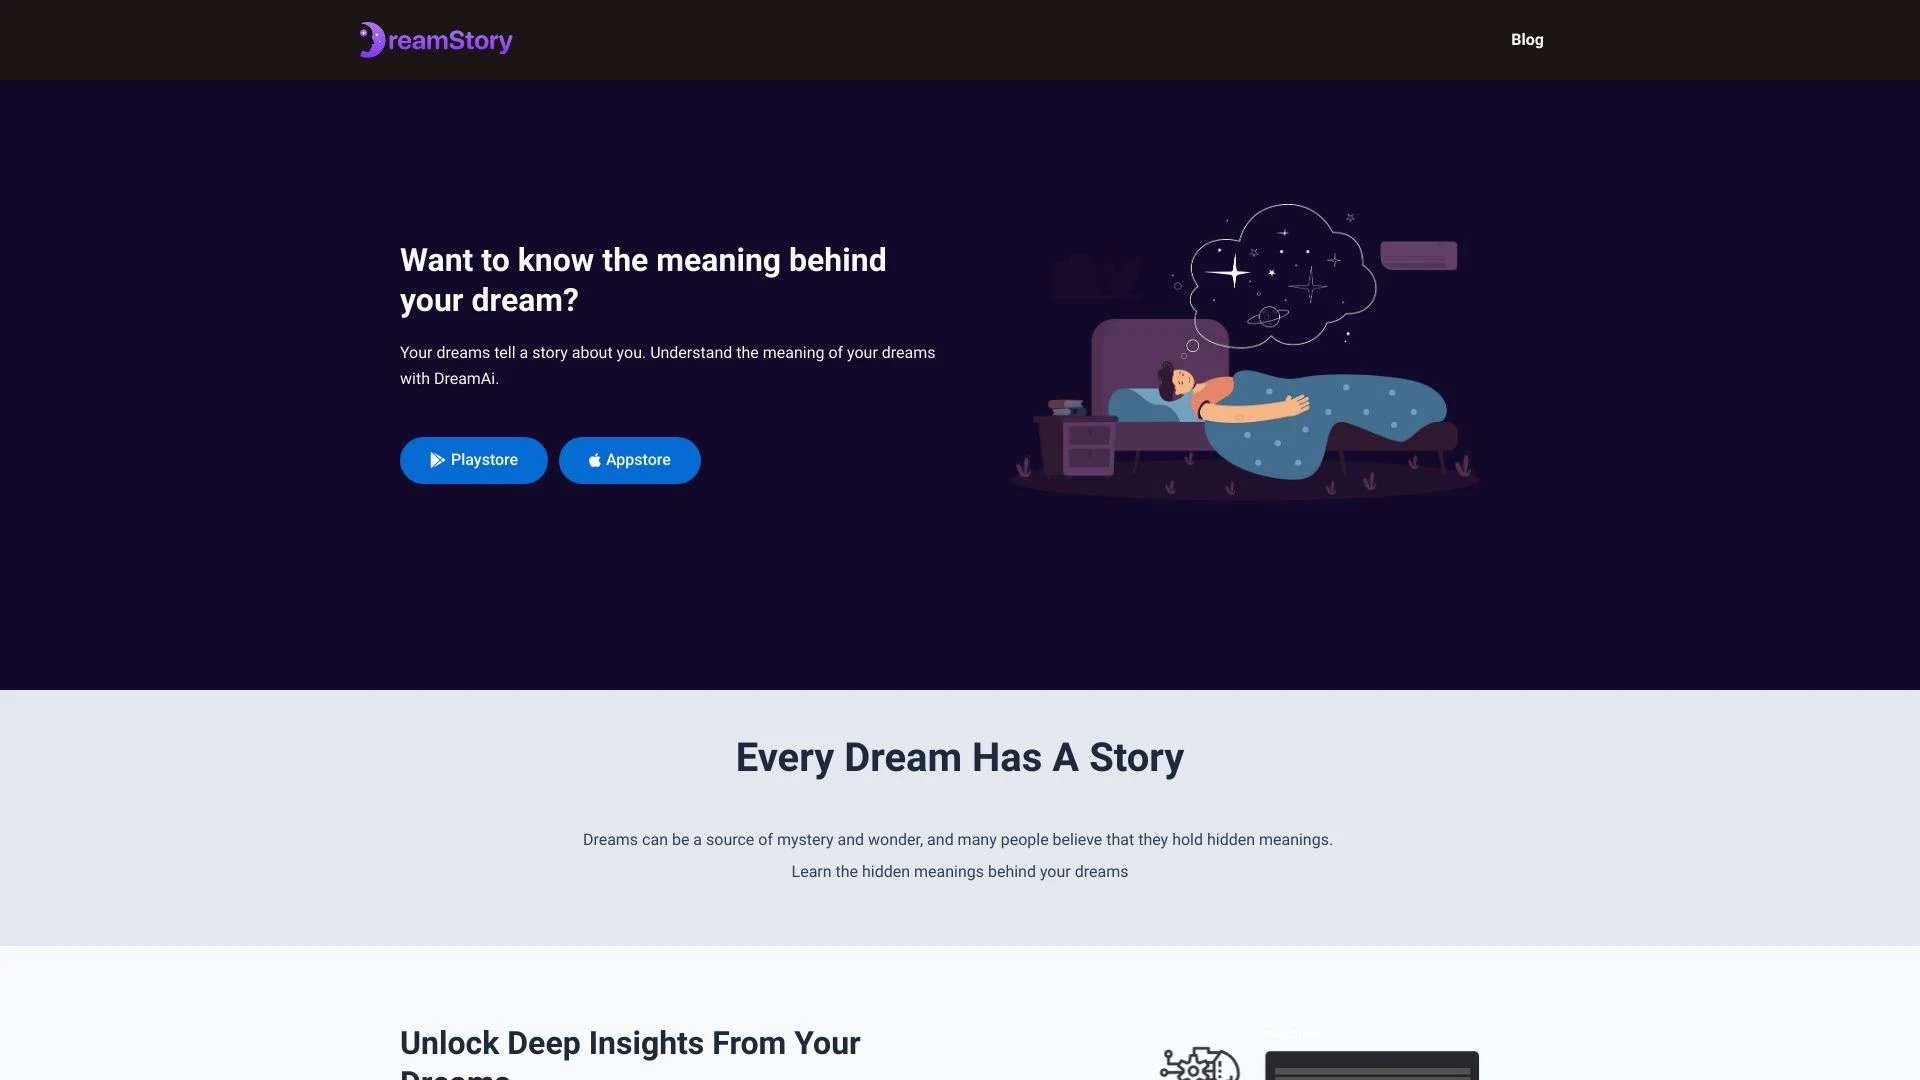 DreamStory
Blog
Want to know the meaning behind
your dream?
Your dreams tell a story about you. Understand the meaning of your dreams
with DreamAi.
Playstore
Appstore
Every Dream Has A Story
Dreams can be a source of mystery and wonder, and many people believe that they hold hidden meanings.
Learn the hidden meanings behind your dreams
Unlock Deep Insights From Your
Dreams